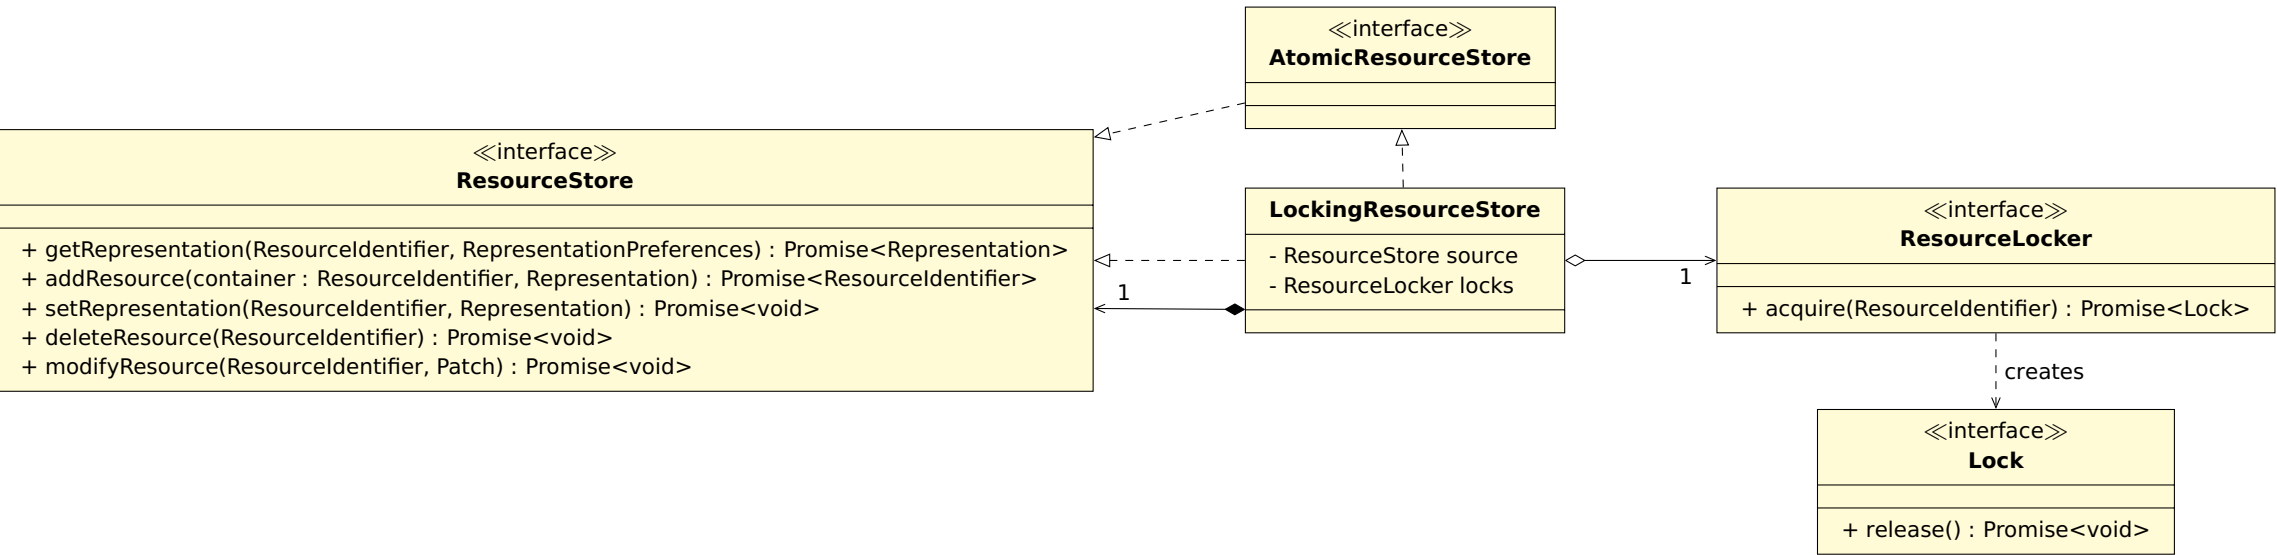 ≪interface≫
AtomicResourceStore
≪interface≫
ResourceStore
+ getRepresentation(ResourceIdentifier, RepresentationPreferences) : Promise<Representation>
+ addResource(container : ResourceIdentifier, Representation) : Promise<ResourceIdentifier>
+ setRepresentation(ResourceIdentifier, Representation) : Promise<void>
+ deleteResource(ResourceIdentifier) : Promise<void>
+ modifyResource(ResourceIdentifier, Patch) : Promise<void>
1
LockingResourceStore
- ResourceStore source
- ResourceLocker locks
1
≪interface≫
ResourceLocker
+ acquire(ResourceIdentifier) : Promise<Lock>
creates
≪interface≫
Lock
+ release() : Promise<void>